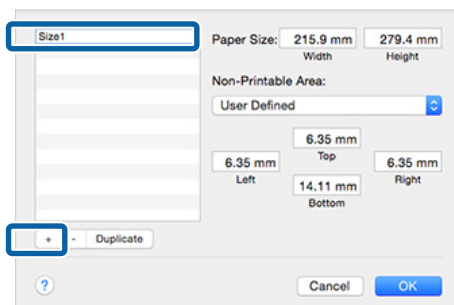 Size1
Paper Size: 215.9 mm 279.4 mm
Width Height
Non-Printable Area:
User Defined
6.35 mm
Top
6.35 mm 6.35 mm
Left Right
14.11 mm
Bottom
+ - Duplicate
? Cancel OK